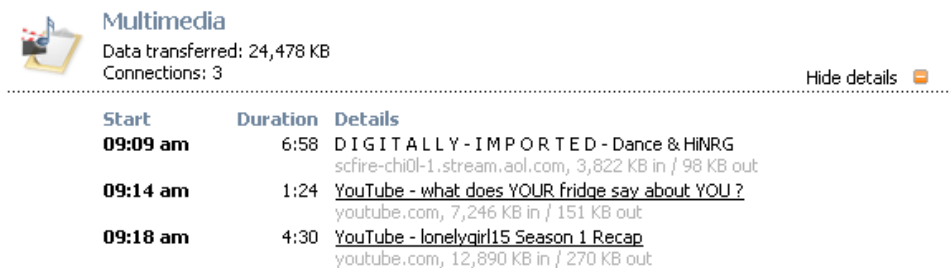 Multimedia
Data transferred: 24,478 KB
Connections: 3
Hide details
Start Duration Details
09:09 am 6:58 D I G I T A L L Y - I M P O R T E D - Dance & HiNRG
scfire-chi0l-1.stream.aol.com, 3,822 KB in / 98 KB out
09:14 am 1:24 YouTube - what does YOUR fridge say about YOU ?
youtube.com, 7,246 KB in / 151 KB out
09:18 am 4:30 YouTube - lonelygirl15 Season 1 Recap
youtube.com, 12,890 KB in / 270 KB out